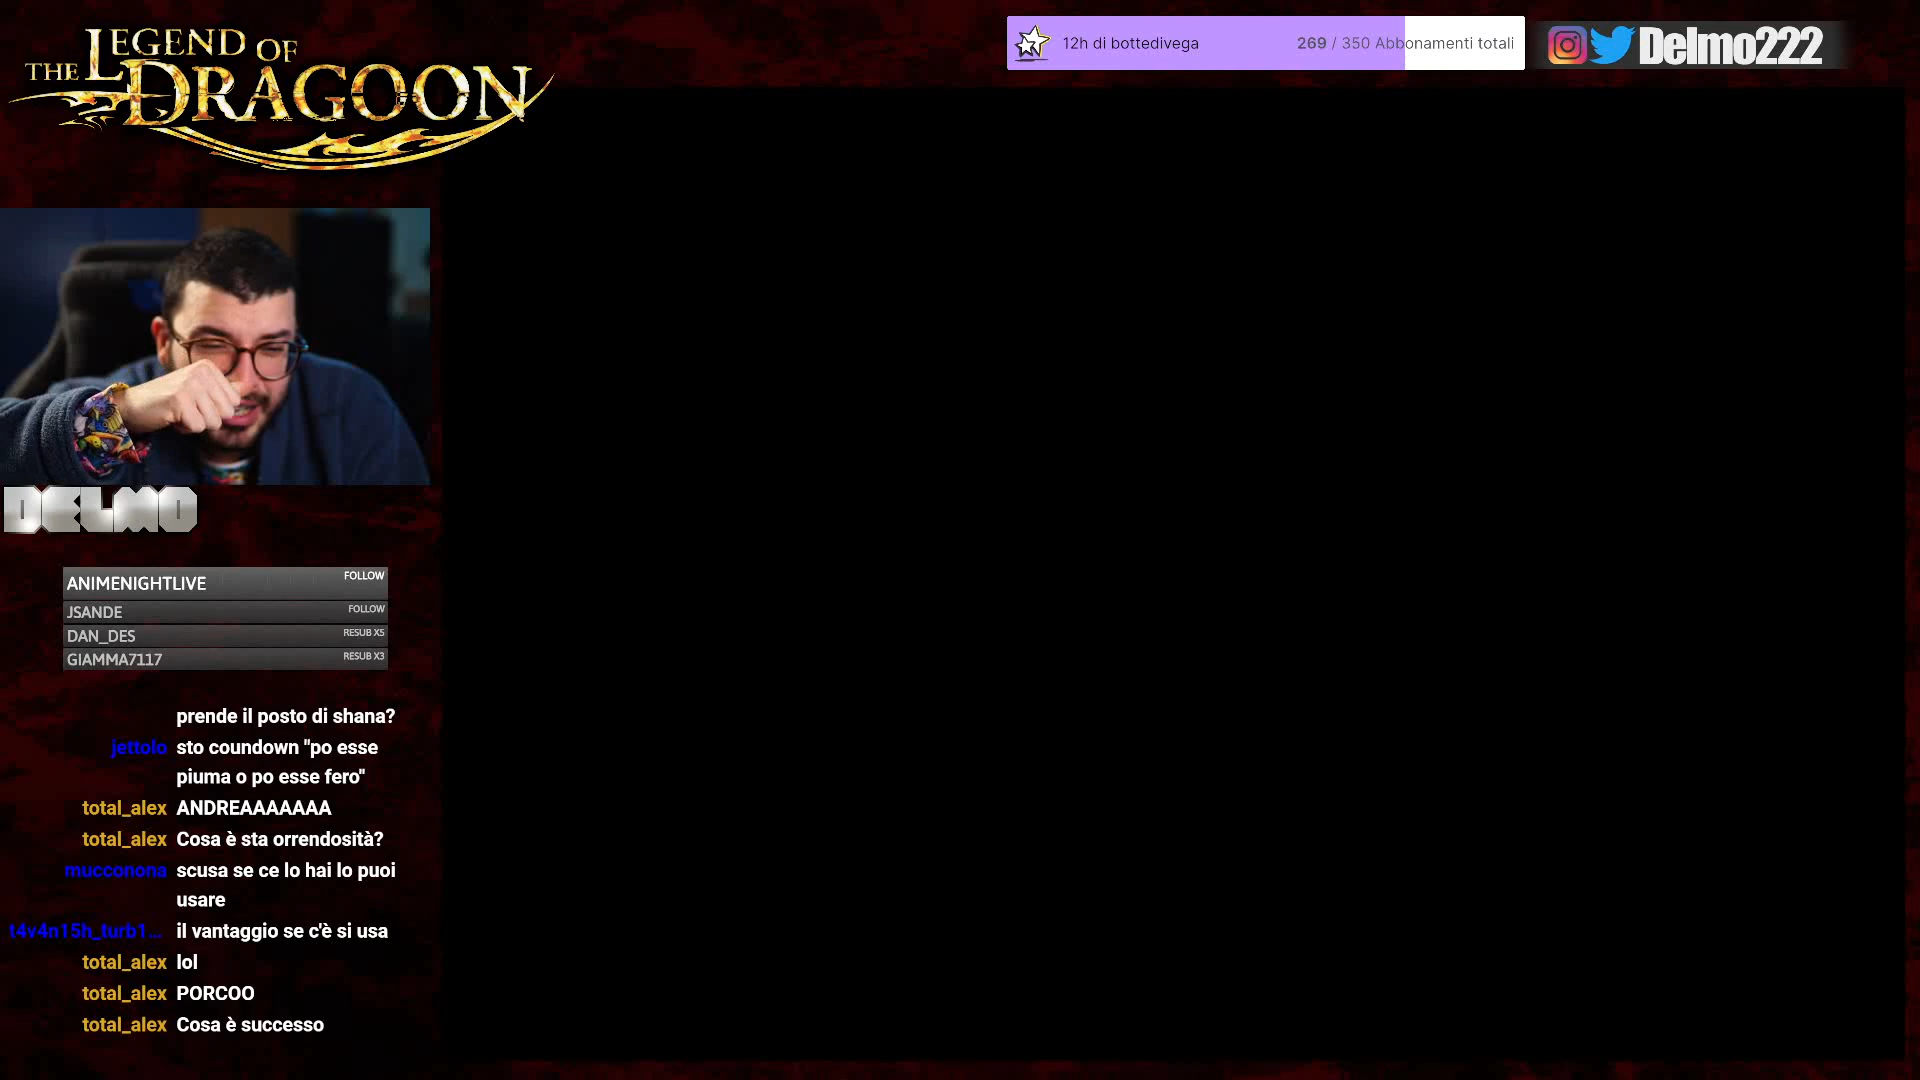 THE LEGEND OF
DRAGOON
12h di bottedivega
269 / 350 Abbonamenti totali
Delmo222
DELMO
ANIMENIGHTLIVE FOLLOW
JSANDE FOLLOW
DAN_DES RESUB X5
GIAMMA7117 RESUB X3
prende il posto di shana?
jettolo sto coundown "po esse
piuma o po esse fero"
total_alex ANDREAAAAAAA
total_alex Cosa è sta orrendosità?
mucconona scusa se ce lo hai lo puoi
usare
t4v4n15h_turb1... il vantaggio se c'è si usa
total_alex lol
total_alex PORCOO
total_alex Cosa è successo